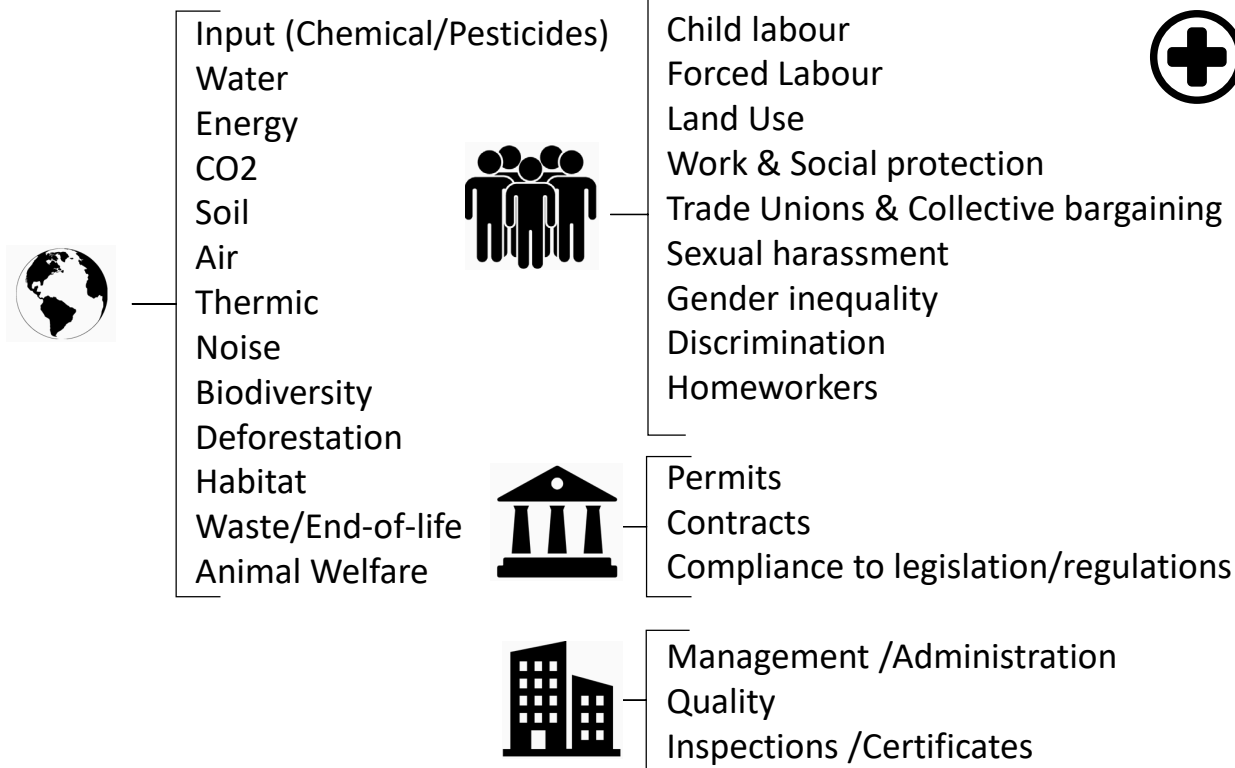 Input (Chemical/Pesticides)
Water
Energy
CO2
Soil
Air
Thermic
Noise
Biodiversity
Deforestation
Habitat
Waste/End-of-life
Animal Welfare
Child labour
Forced Labour
Land Use
Work & Social protection
Trade Unions & Collective bargaining
Sexual harassment
Gender inequality
Discrimination
Homeworkers
Permits
Contracts
Compliance to legislation/regulations
Management /Administration
Quality
Inspections /Certificates